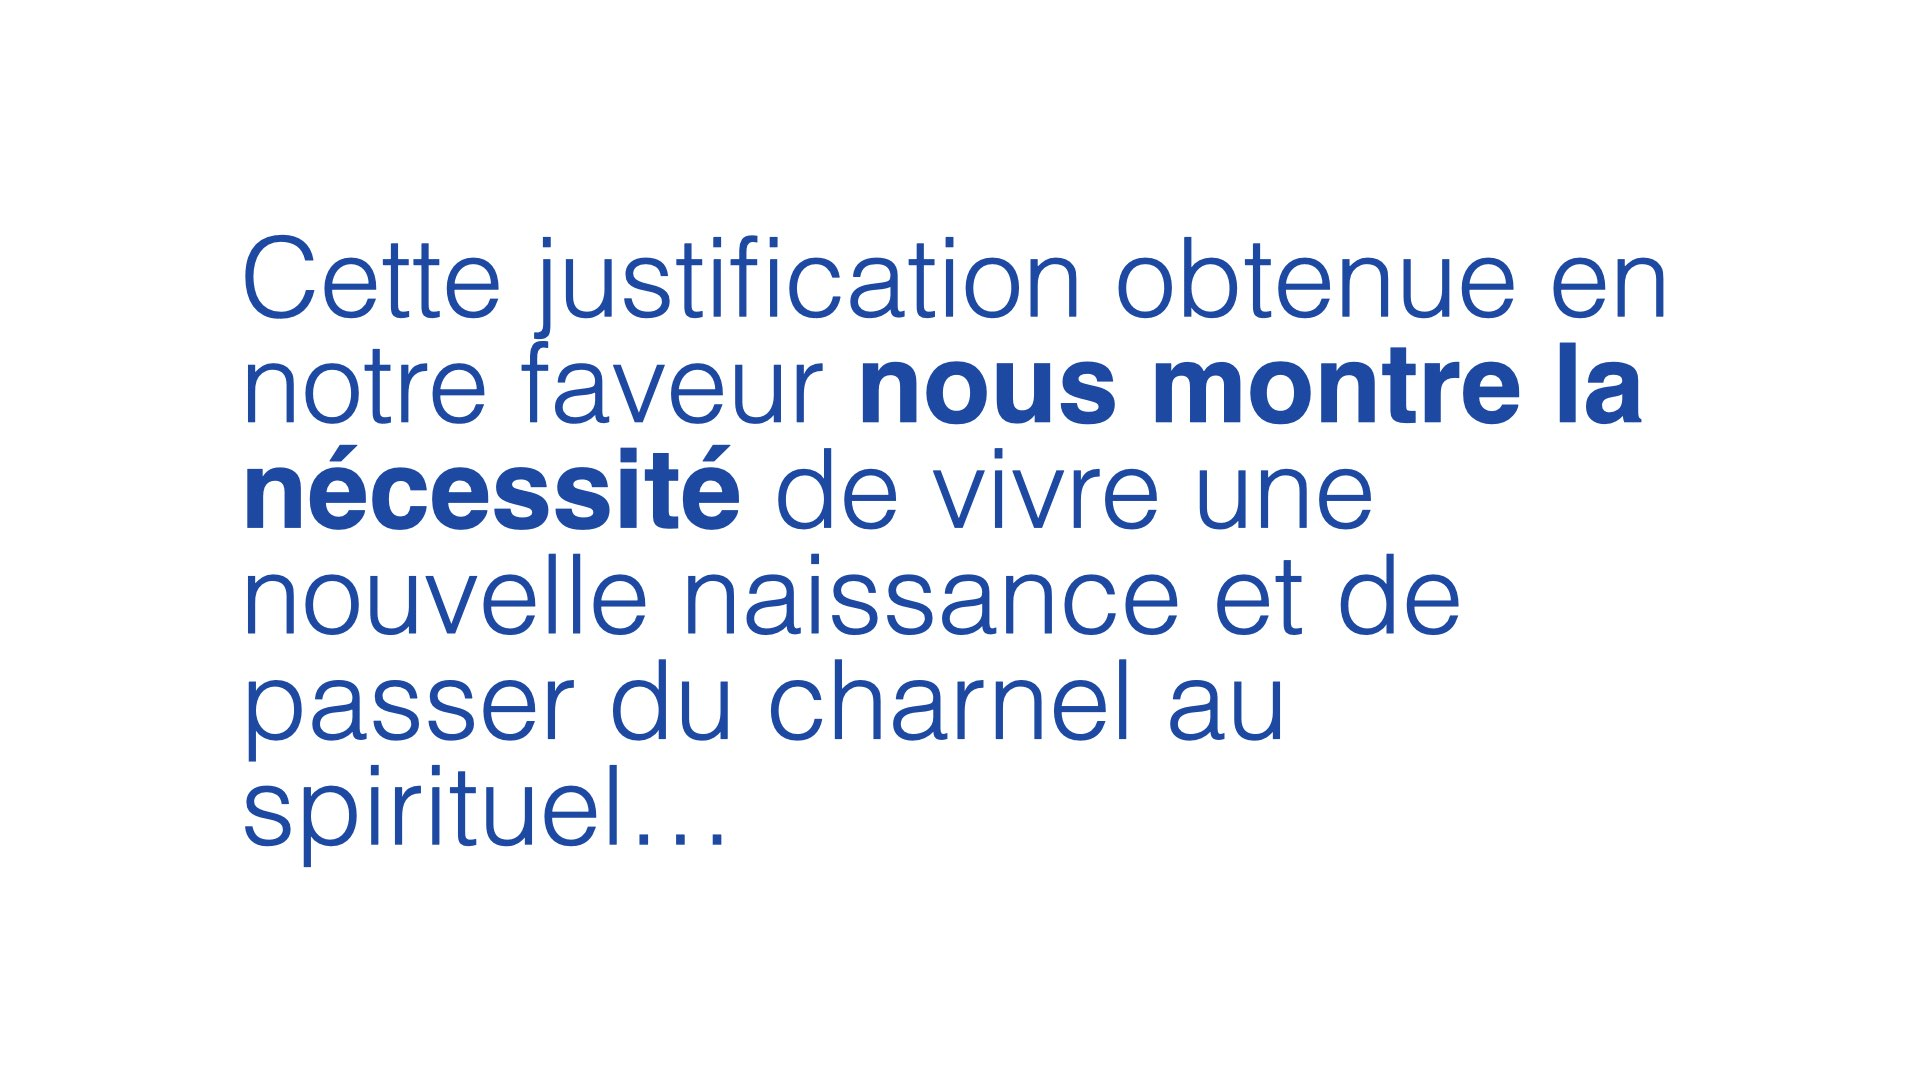 Cette justification obtenue en
notre faveur nous montre la
nécessité de vivre une
nouvelle naissance et de
passer du charnel au
spirituel…